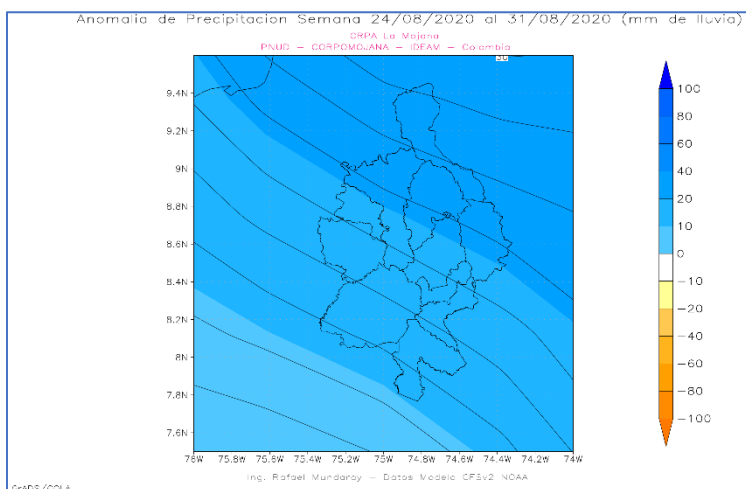 Anomalia de Precipitacion Semana 24/08/2020 al 31/08/2020 (mm de lluvia)
CRPA La Mojana
PNUD – CORPOMOJANA – IDEAM – Colombia
50
9.4N
9.2N
9N
8.8N
8.6N
8.4N
8.2N
8N
7.8N
7.6N
76W 75.8W 75.6W 75.4W 75.2W 75W 74.8W 74.6W 74.4W 74.2W 74W
100
80
60
40
20
10
0
−10
−20
−40
−60
−80
−100
Ing. Rafael Mundaray – Datos Modelo CFSv2 NOAA
GrADS/COLA